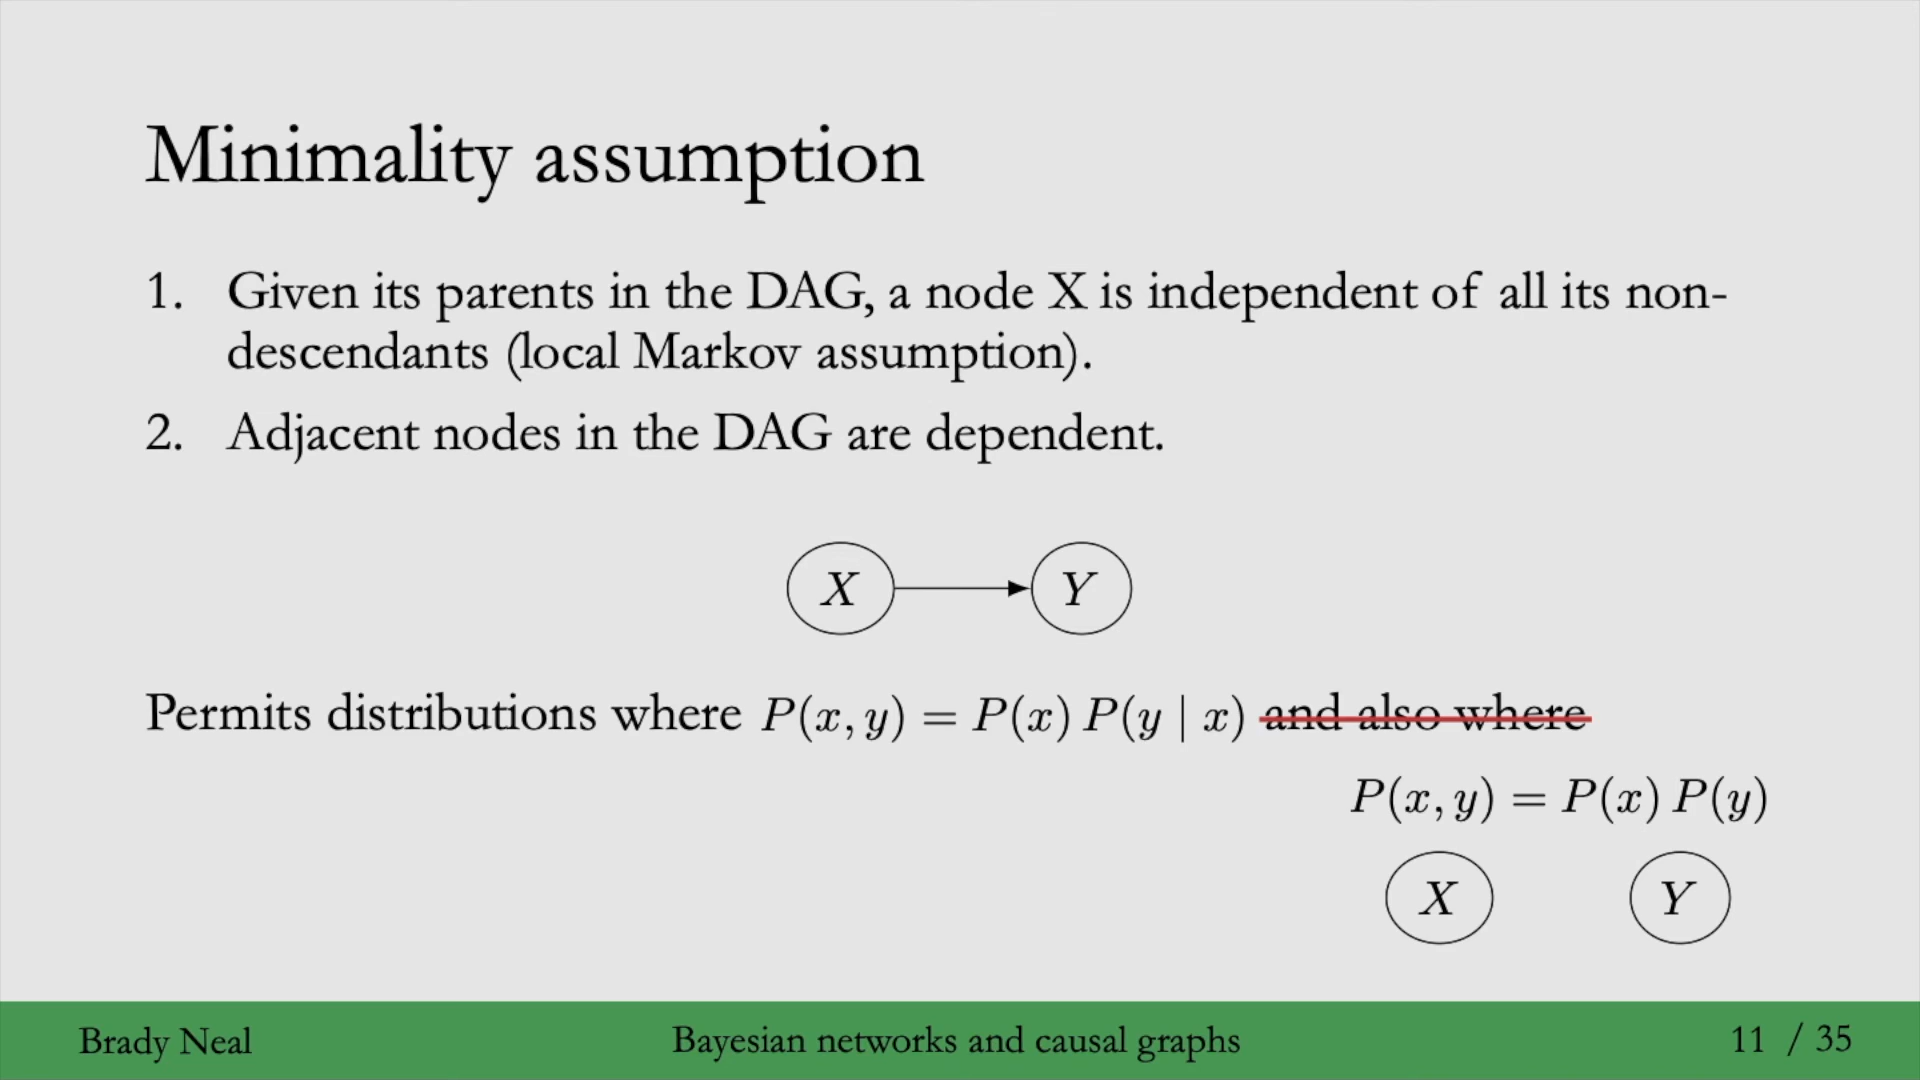 Minimality assumption
1. Given its parents in the DAG, a node X is independent of all its non-
descendants (local Markov assumption).
2. Adjacent nodes in the DAG are dependent.
X Y
Permits distributions where P(x, y) = P(x) P(y | x) and also where
P(x, y) = P(x) P(y)
X Y
Brady Neal Bayesian networks and causal graphs 11 / 35